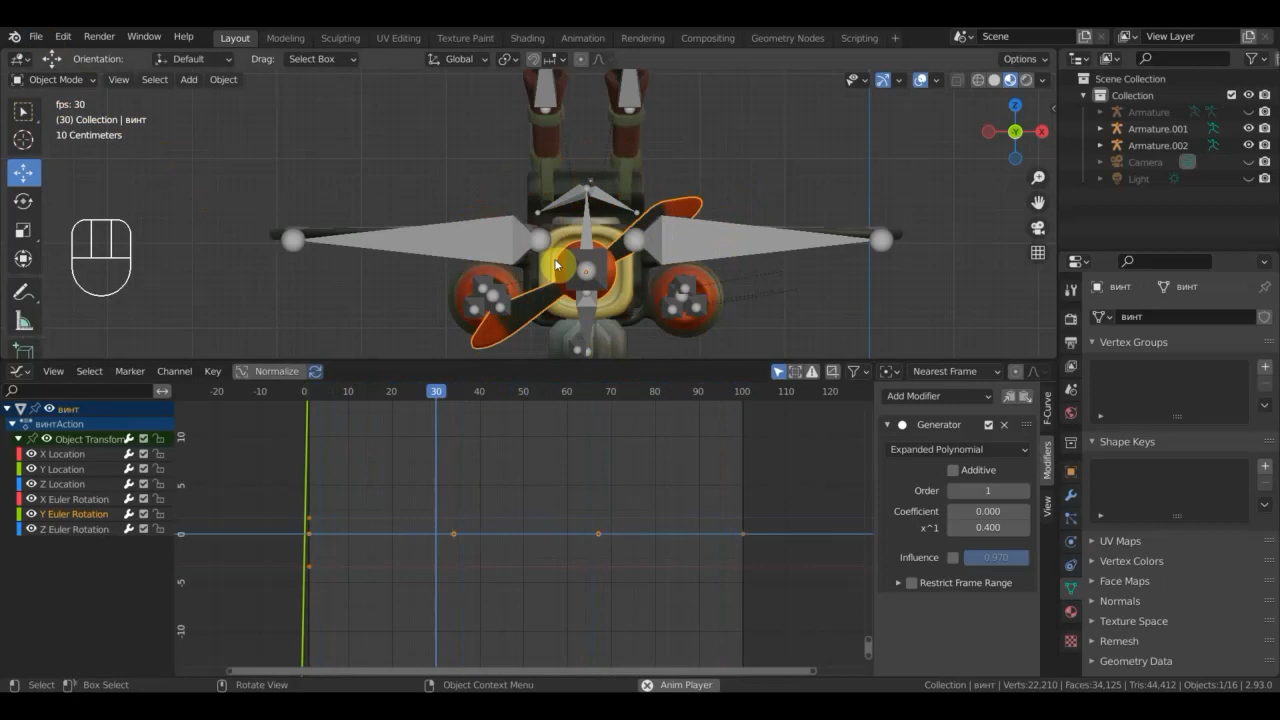 File Edit Render Window Help Layout Modeling Sculpting UV Editing Texture Paint Shading Animation Rendering Compositing Geometry Nodes Scripting + Scene View Layer
Orientation: Default Drag: Select Box Global Options
Object Mode View Select Add Object
fps: 30
(30) Collection | винт
10 Centimeters
Z
Y
X
Scene Collection
Collection
Armature
Armature.001
Armature.002
Camera
Light
винт винт
винт
Vertex Groups
Shape Keys
UV Maps
Vertex Colors
Face Maps
Normals
Texture Space
Remesh
Geometry Data
View Select Marker Channel Key Normalize Nearest Frame
-20 -10 0 10 20 30 40 50 60 70 80 90 100 110 120
10
5
0
-5
-10
винт
винтAction
Object Transform
X Location
Y Location
Z Location
X Euler Rotation
Y Euler Rotation
Z Euler Rotation
Add Modifier
Generator
Expanded Polynomial
Additive
Order 1
Coefficient 0.000
x^1 0.400
Influence 0.970
Restrict Frame Range
F-Curve
Modifiers
View
Select Box Select Rotate View Object Context Menu Anim Player Collection | винт | Verts:22,210 | Faces:34,125 | Tris:44,412 | Objects:1/16 | 2.93.0